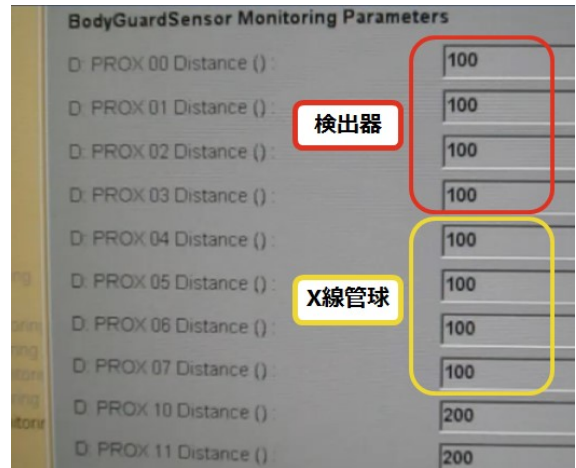 BodyGuardSensor Monitoring Parameters
D: PROX 00 Distance () : 100
D: PROX 01 Distance () : 100
検出器
D: PROX 02 Distance () : 100
D: PROX 03 Distance () : 100
D: PROX 04 Distance () : 100
D: PROX 05 Distance () : 100
X線管球
D: PROX 06 Distance () : 100
D: PROX 07 Distance () : 100
D: PROX 10 Distance () : 200
D: PROX 11 Distance () : 200